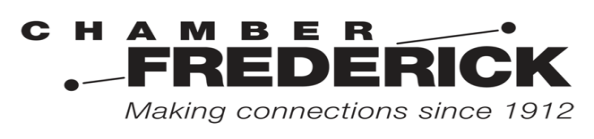 CHAMBER
FREDERICK
Making connections since 1912